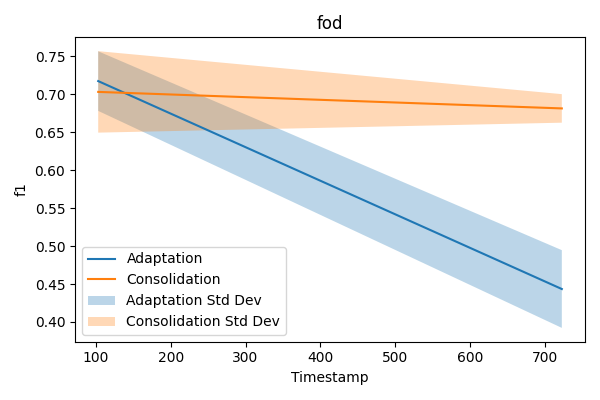 fod
f1
0.75
0.70
0.65
0.60
0.55
0.50
0.45
0.40
Adaptation
Consolidation
Adaptation Std Dev
Consolidation Std Dev
100 200 300 400 500 600 700
Timestamp